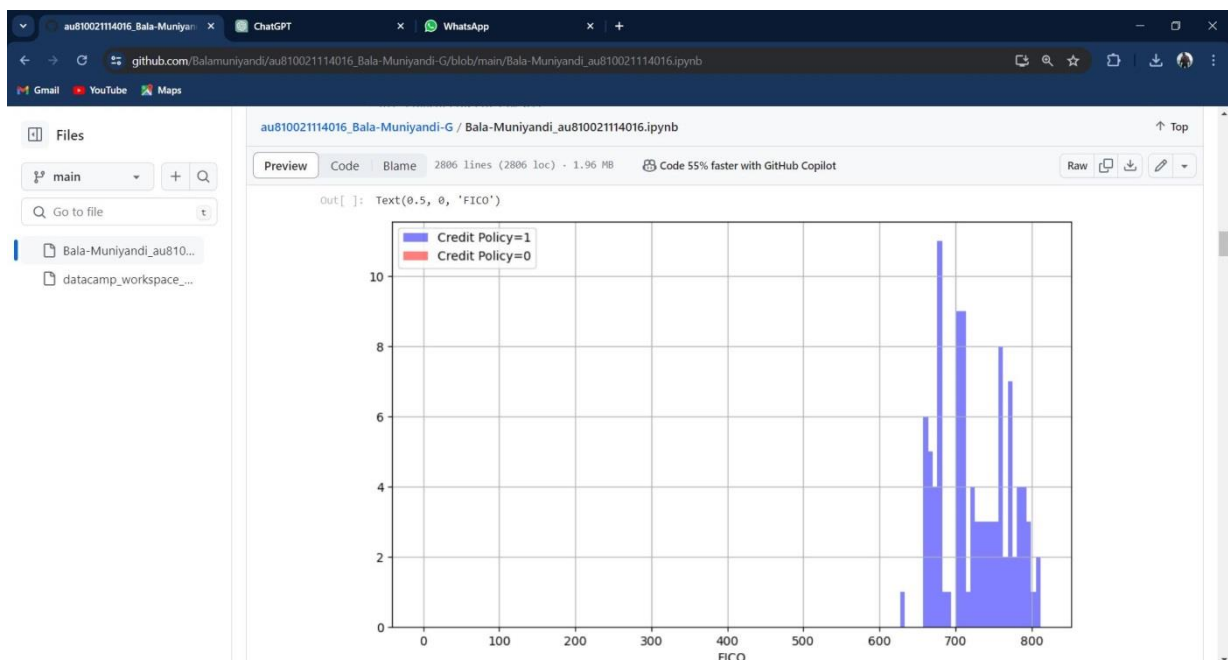 au810021114016_Bala-Muniyan
ChatGPT
WhatsApp
github.com/Balamuniyandi/au810021114016_Bala-Muniyandi-G/blob/main/Bala-Muniyandi_au810021114016.ipynb
Gmail YouTube Maps
Files
main
Go to file t
Bala-Muniyandi_au810...
datacamp_workspace_...
au810021114016_Bala-Muniyandi-G / Bala-Muniyandi_au810021114016.ipynb
Top
Preview Code Blame 2806 lines (2806 loc) · 1.96 MB Code 55% faster with GitHub Copilot
Raw
Out[ ]: Text(0.5, 0, 'FICO')
Credit Policy=1
Credit Policy=0
10
8
6
4
2
0
0 100 200 300 400 500 600 700 800
FICO